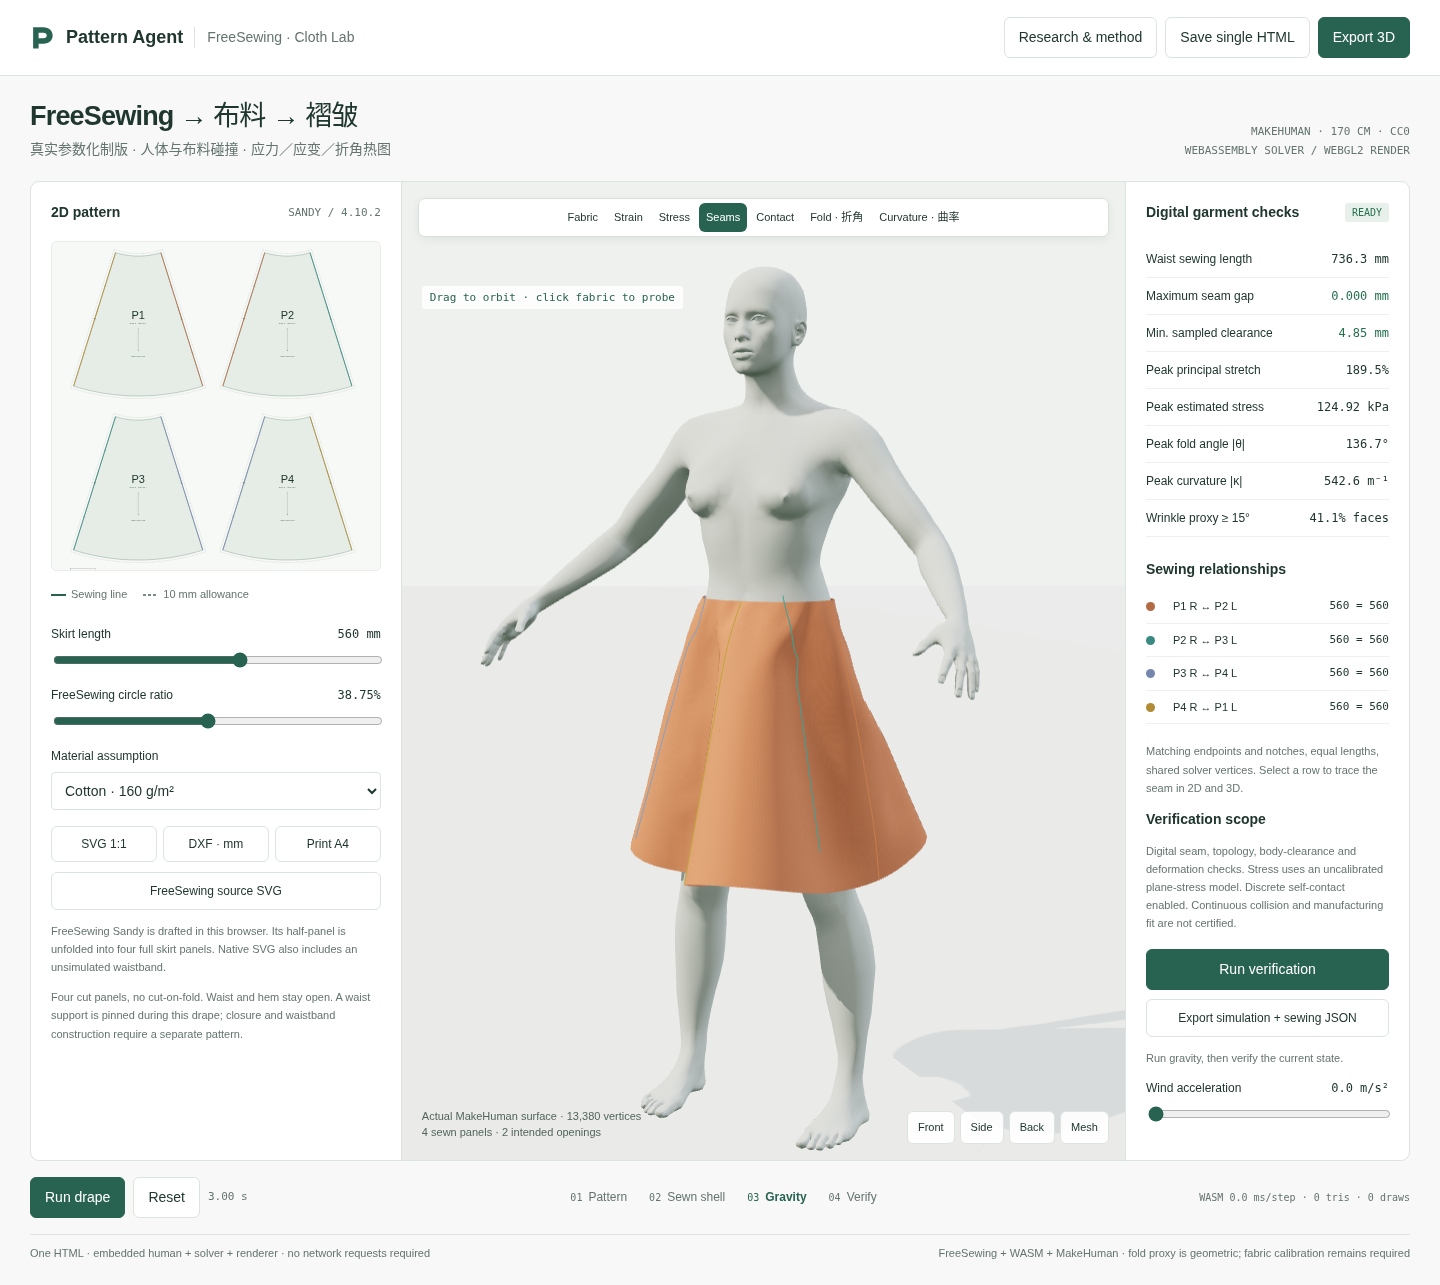 Pattern Agent
FreeSewing · Cloth Lab
Research & method
Save single HTML
Export 3D
FreeSewing → 布料 → 褶皱
真实参数化制版 · 人体与布料碰撞 · 应力／应变／折角热图
MAKEHUMAN · 170 CM · CC0
WEBASSEMBLY SOLVER / WEBGL2 RENDER
2D pattern
SANDY / 4.10.2
P1
P2
P3
P4
Sewing line
10 mm allowance
Skirt length
560 mm
FreeSewing circle ratio
38.75%
Material assumption
Cotton · 160 g/m²
SVG 1:1
DXF · mm
Print A4
FreeSewing source SVG
FreeSewing Sandy is drafted in this browser. Its half-panel is
unfolded into four full skirt panels. Native SVG also includes an
unsimulated waistband.
Four cut panels, no cut-on-fold. Waist and hem stay open. A waist
support is pinned during this drape; closure and waistband
construction require a separate pattern.
Fabric
Strain
Stress
Seams
Contact
Fold · 折角
Curvature · 曲率
Drag to orbit · click fabric to probe
Actual MakeHuman surface · 13,380 vertices
4 sewn panels · 2 intended openings
Front
Side
Back
Mesh
Digital garment checks
READY
Waist sewing length
736.3 mm
Maximum seam gap
0.000 mm
Min. sampled clearance
4.85 mm
Peak principal stretch
189.5%
Peak estimated stress
124.92 kPa
Peak fold angle |θ|
136.7°
Peak curvature |κ|
542.6 m⁻¹
Wrinkle proxy ≥ 15°
41.1% faces
Sewing relationships
P1 R ↔ P2 L
560 = 560
P2 R ↔ P3 L
560 = 560
P3 R ↔ P4 L
560 = 560
P4 R ↔ P1 L
560 = 560
Matching endpoints and notches, equal lengths,
shared solver vertices. Select a row to trace the
seam in 2D and 3D.
Verification scope
Digital seam, topology, body-clearance and
deformation checks. Stress uses an uncalibrated
plane-stress model. Discrete self-contact
enabled. Continuous collision and manufacturing
fit are not certified.
Run verification
Export simulation + sewing JSON
Run gravity, then verify the current state.
Wind acceleration
0.0 m/s²
Run drape
Reset
3.00 s
01 Pattern
02 Sewn shell
03 Gravity
04 Verify
WASM 0.0 ms/step · 0 tris · 0 draws
One HTML · embedded human + solver + renderer · no network requests required
FreeSewing + WASM + MakeHuman · fold proxy is geometric; fabric calibration remains required